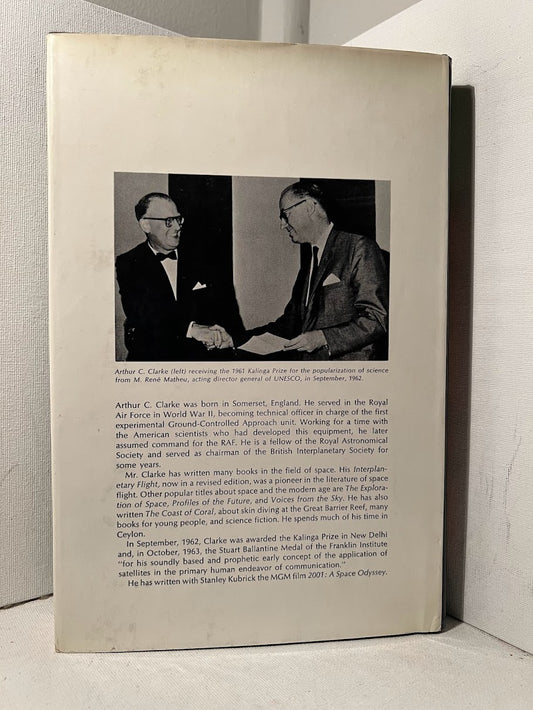 Arthur C. Clarke (left) receiving the 1961 Kalinga Prize for the popularization of science
from M. René Matheu, acting director general of UNESCO, in September, 1962.
Arthur C. Clarke was born in Somerset, England. He served in the Royal
Air Force in World War II, becoming technical officer in charge of the first
experimental Ground-Controlled Approach unit. Working for a time with
the American scientists who had developed this equipment, he later
assumed command for the RAF. He is a fellow of the Royal Astronomical
Society and served as chairman of the British Interplanetary Society for
some years.
Mr. Clarke has written many books in the field of space. His Interplan-
etary Flight, now in a revised edition, was a pioneer in the literature of space
flight. Other popular titles about space and the modern age are The Explora-
tion of Space, Profiles of the Future, and Voices from the Sky. He has also
written The Coast of Coral, about skin diving at the Great Barrier Reef, many
books for young people, and science fiction. He spends much of his time in
Ceylon.
In September, 1962, Clarke was awarded the Kalinga Prize in New Delhi
and, in October, 1963, the Stuart Ballantine Medal of the Franklin Institute
"for his soundly based and prophetic early concept of the application of
satellites in the primary human endeavor of communication."
He has written with Stanley Kubrick the MGM film 2001: A Space Odyssey.